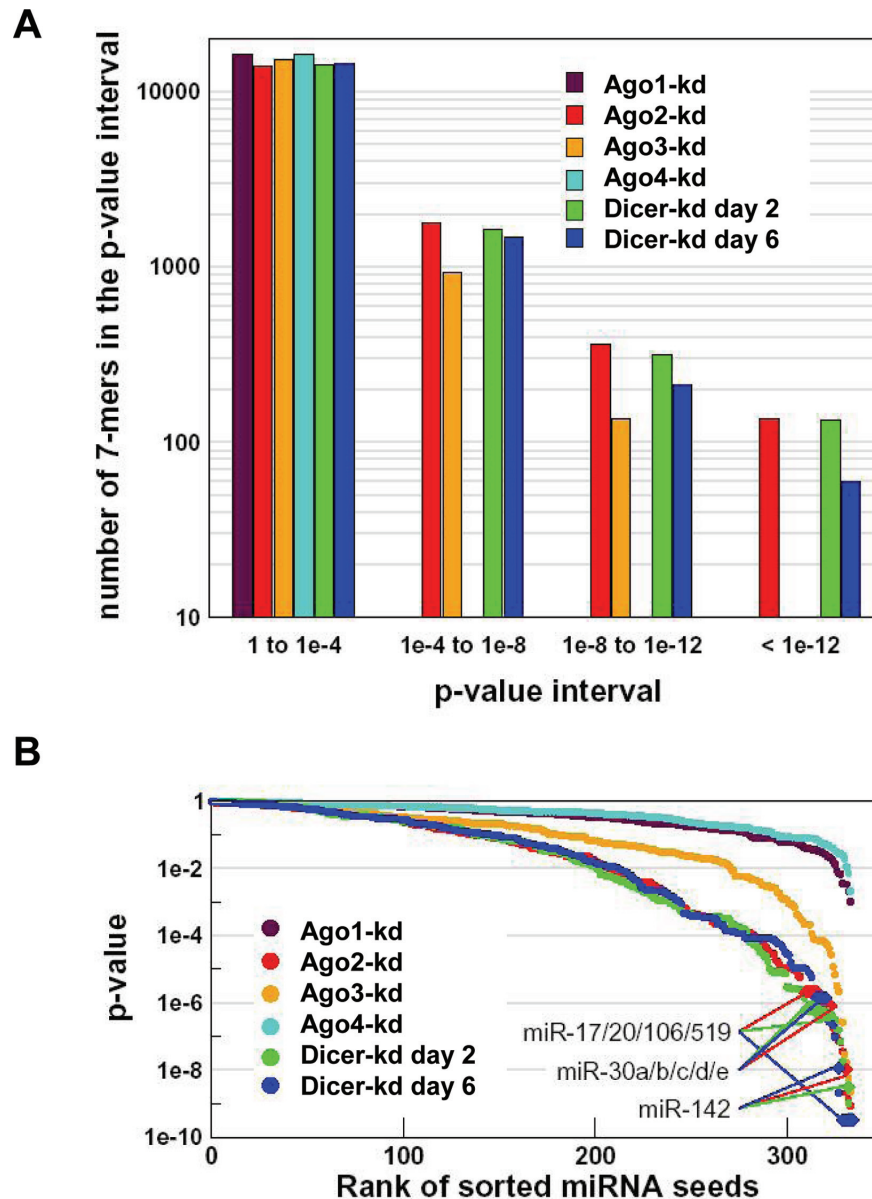 A
number of 7-mers in the p-value interval
10000
1000
100
10
Ago1-kd
Ago2-kd
Ago3-kd
Ago4-kd
Dicer-kd day 2
Dicer-kd day 6
1 to 1e-4
1e-4 to 1e-8
1e-8 to 1e-12
< 1e-12
p-value interval
B
p-value
1
1e-2
1e-4
1e-6
1e-8
1e-10
Ago1-kd
Ago2-kd
Ago3-kd
Ago4-kd
Dicer-kd day 2
Dicer-kd day 6
miR-17/20/106/519
miR-30a/b/c/d/e
miR-142
0
100
200
300
Rank of sorted miRNA seeds